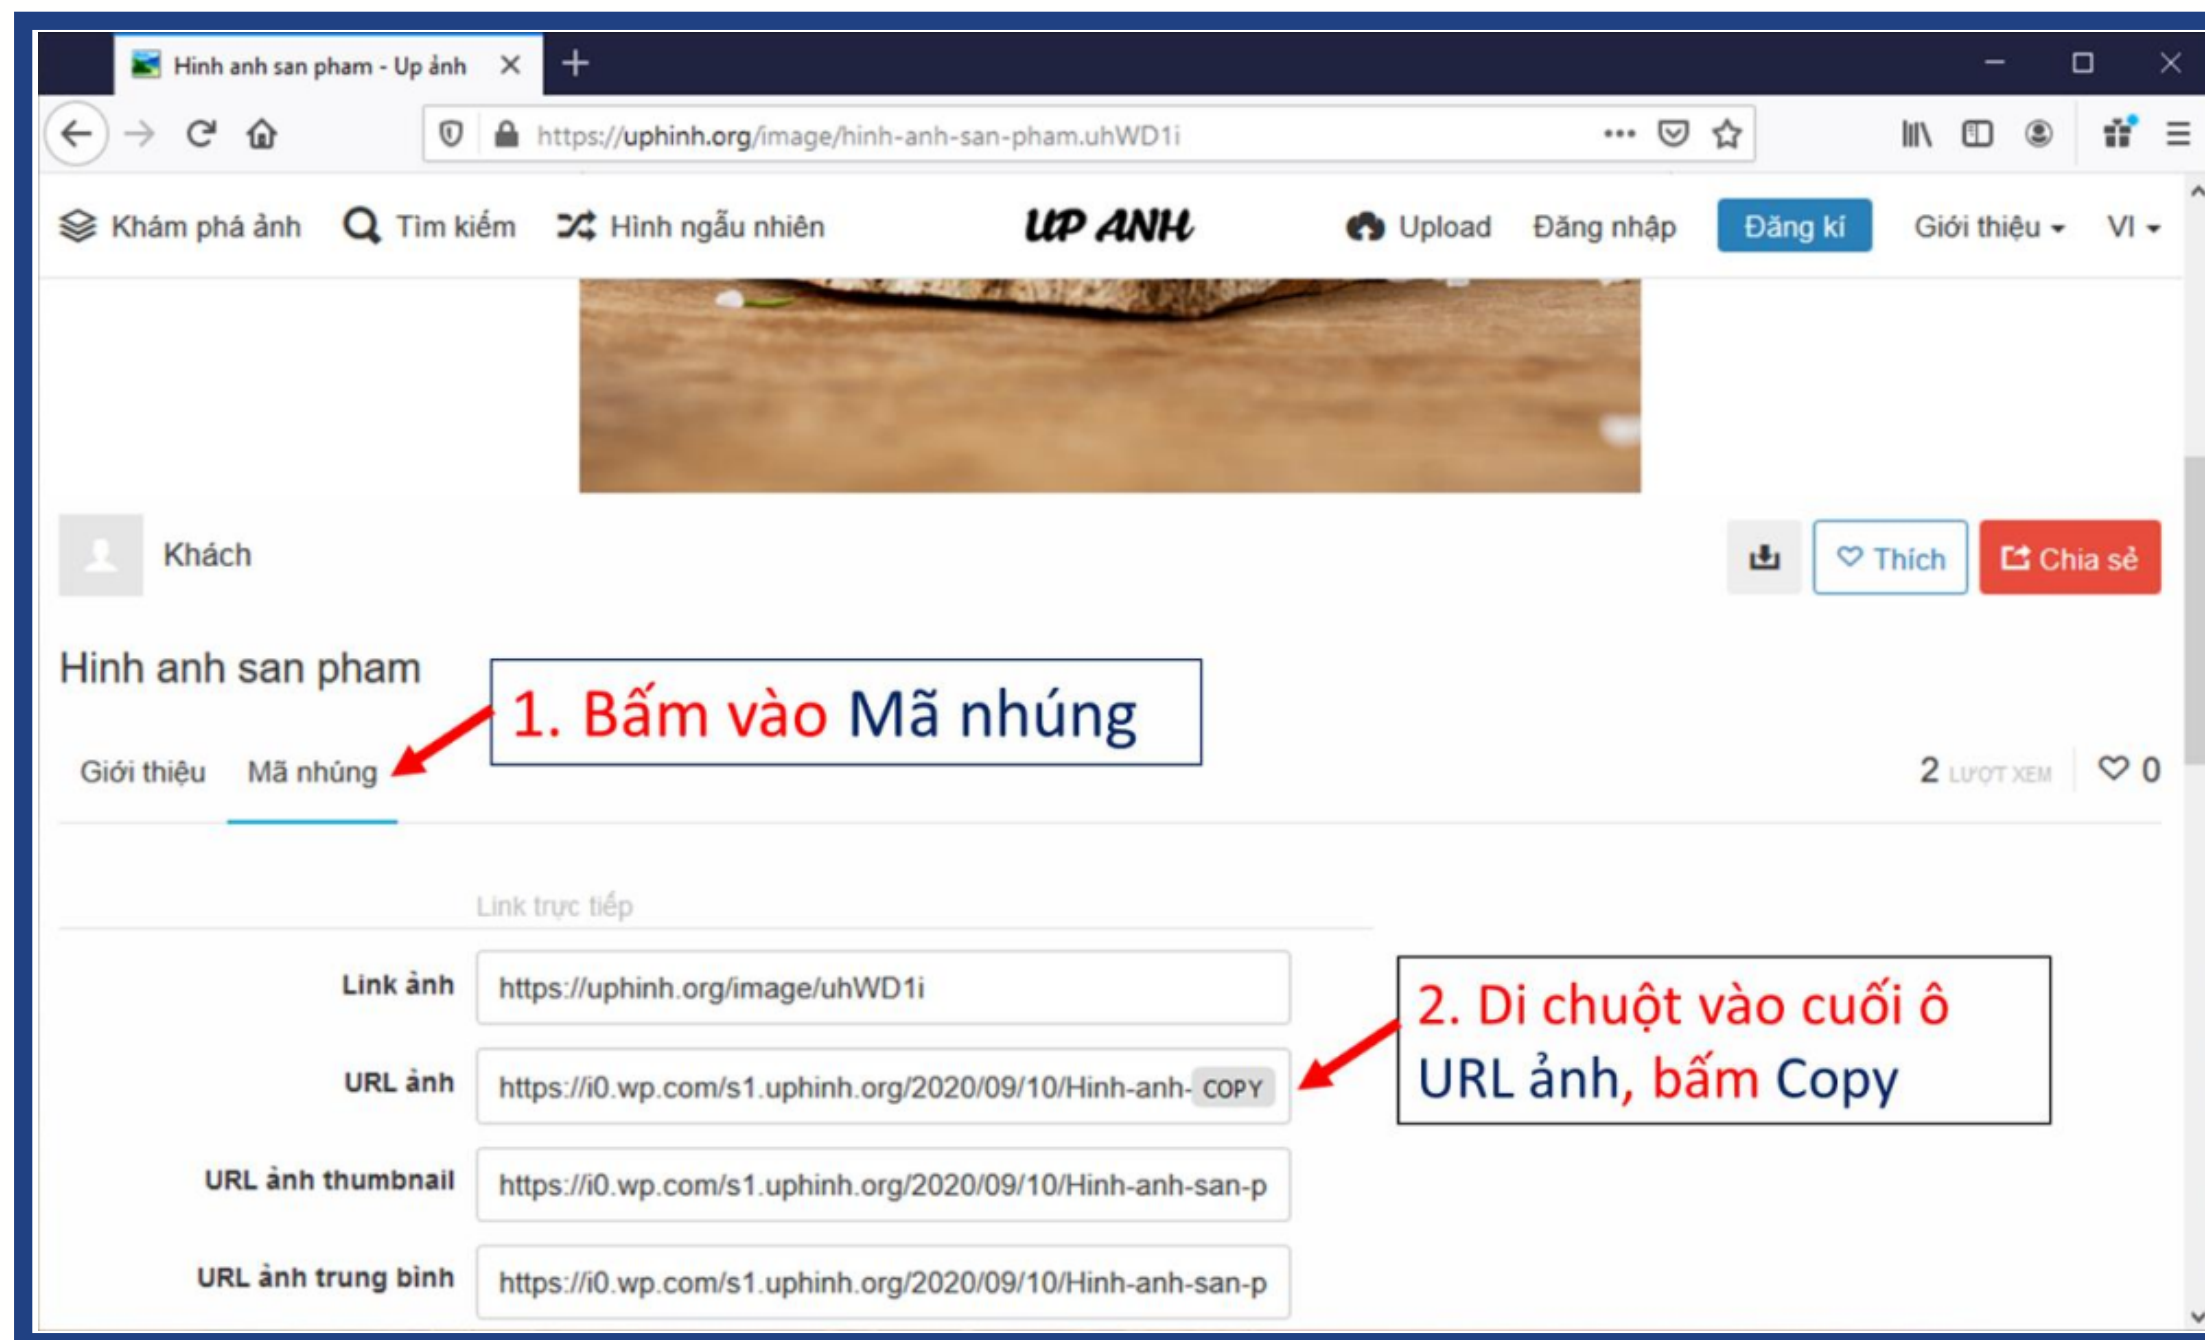 Hinh anh san pham - Up ảnh
https://uphinh.org/image/hinh-anh-san-pham.uhWD1i
Khám phá ảnh Tìm kiếm Hình ngẫu nhiên UP ANH Upload Đăng nhập Đăng kí Giới thiệu VI
Khách Thích Chia sẻ
Hinh anh san pham
1. Bấm vào Mã nhúng
Giới thiệu Mã nhúng 2 LƯỢT XEM 0
Link trực tiếp
Link ảnh https://uphinh.org/image/uhWD1i
2. Di chuột vào cuối ô
URL ảnh, bấm Copy
URL ảnh https://i0.wp.com/s1.uphinh.org/2020/09/10/Hinh-anh- COPY
URL ảnh thumbnail https://i0.wp.com/s1.uphinh.org/2020/09/10/Hinh-anh-san-p
URL ảnh trung bình https://i0.wp.com/s1.uphinh.org/2020/09/10/Hinh-anh-san-p